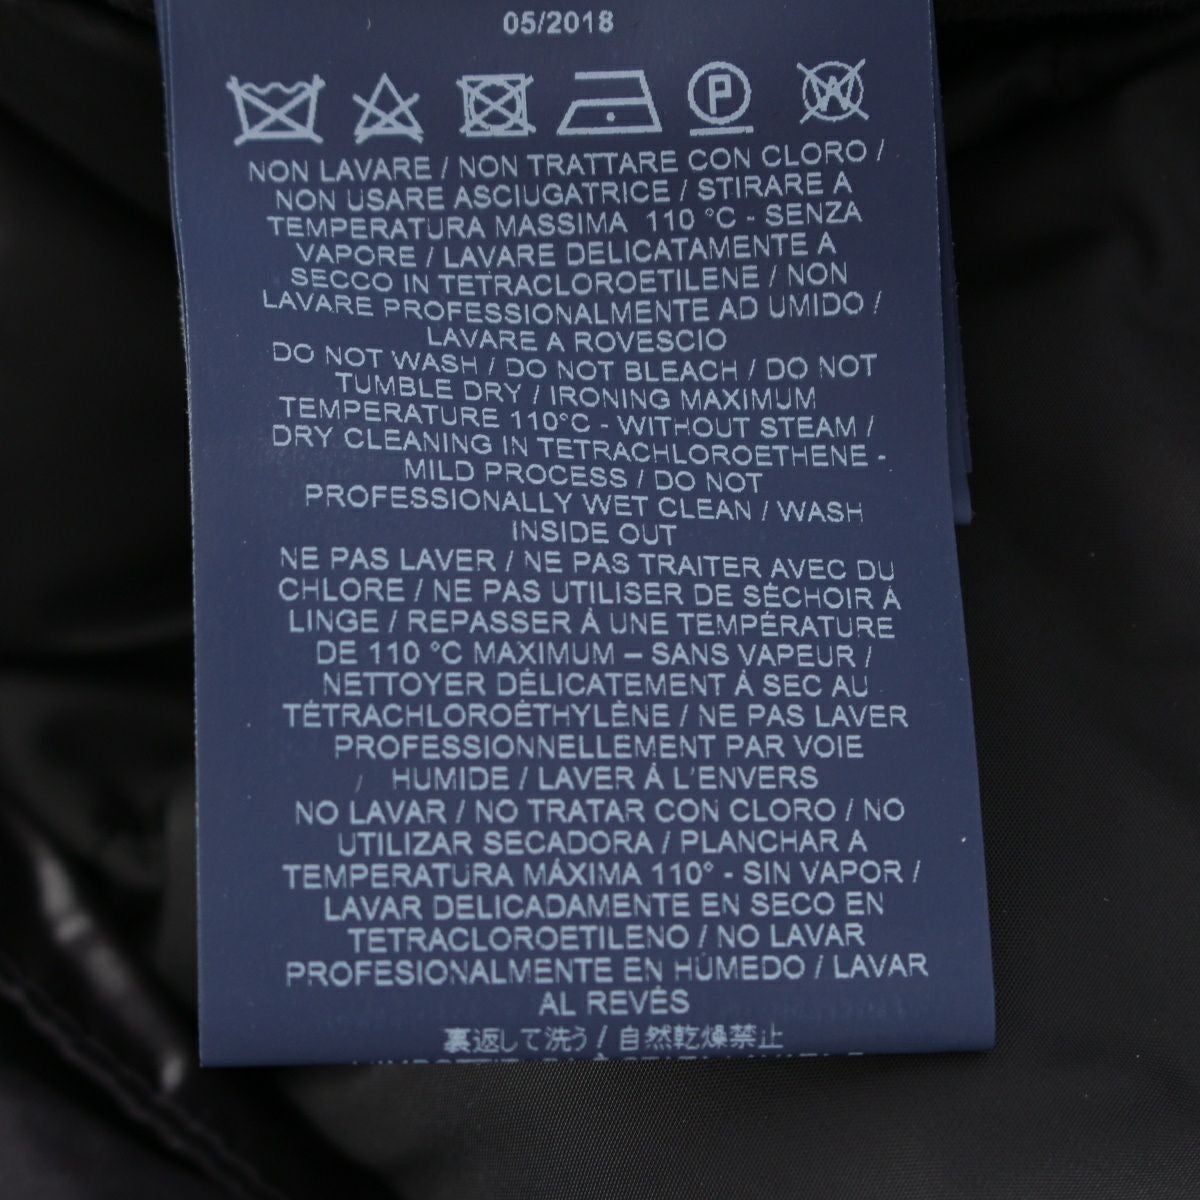 05/2018
P
W
NON LAVARE / NON TRATTARE CON CLORO /
NON USARE ASCIUGATRICE / STIRARE A
TEMPERATURA MASSIMA 110 °C - SENZA
VAPORE / LAVARE DELICATAMENTE A
SECCO IN TETRACLOROETILENE / NON
LAVARE PROFESSIONALMENTE AD UMIDO /
LAVARE A ROVESCIO
DO NOT WASH / DO NOT BLEACH / DO NOT
TUMBLE DRY / IRONING MAXIMUM
TEMPERATURE 110°C - WITHOUT STEAM /
DRY CLEANING IN TETRACHLOROETHENE -
MILD PROCESS / DO NOT
PROFESSIONALLY WET CLEAN / WASH
INSIDE OUT
NE PAS LAVER / NE PAS TRAITER AVEC DU
CHLORE / NE PAS UTILISER DE SÉCHOIR À
LINGE / REPASSER À UNE TEMPÉRATURE
DE 110 °C MAXIMUM – SANS VAPEUR /
NETTOYER DÉLICATEMENT À SEC AU
TÉTRACHLOROÉTHYLÈNE / NE PAS LAVER
PROFESSIONNELLEMENT PAR VOIE
HUMIDE / LAVER À L'ENVERS
NO LAVAR / NO TRATAR CON CLORO / NO
UTILIZAR SECADORA / PLANCHAR A
TEMPERATURA MÁXIMA 110° - SIN VAPOR /
LAVAR DELICADAMENTE EN SECO EN
TETRACLOROETILENO / NO LAVAR
PROFESIONALMENTE EN HÚMEDO / LAVAR
AL REVÉS
裏返して洗う / 自然乾燥禁止